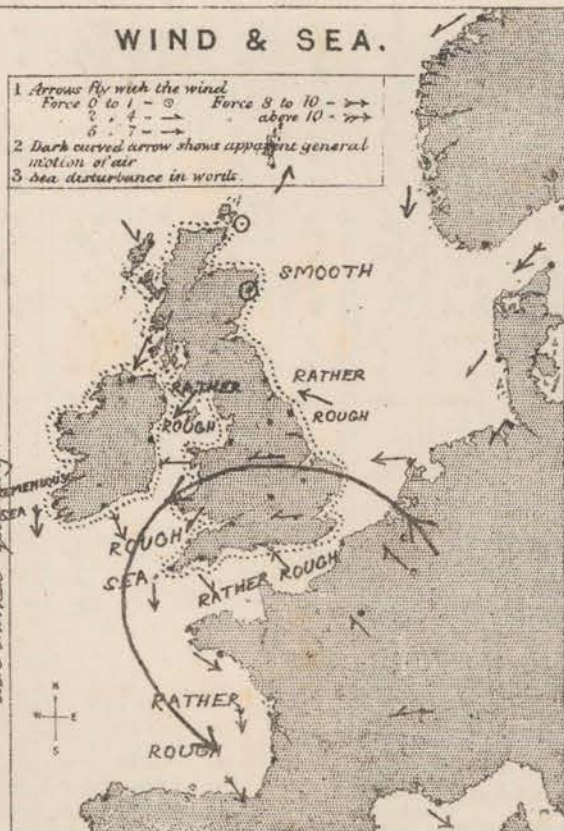 WIND & SEA.
1 Arrows fly with the wind
Force 0 to 1 - Force 8 to 10 -
2 " 4 - " above 10 -
5 " 7 -
2 Dark curved arrow shows apparent general
motion of air
3 Sea disturbance in words.
SMOOTH
RATHER
ROUGH
RATHER
ROUGH
SEA
ROUGH
SEA.
RATHER ROUGH
N
W E
S
RATHER
ROUGH